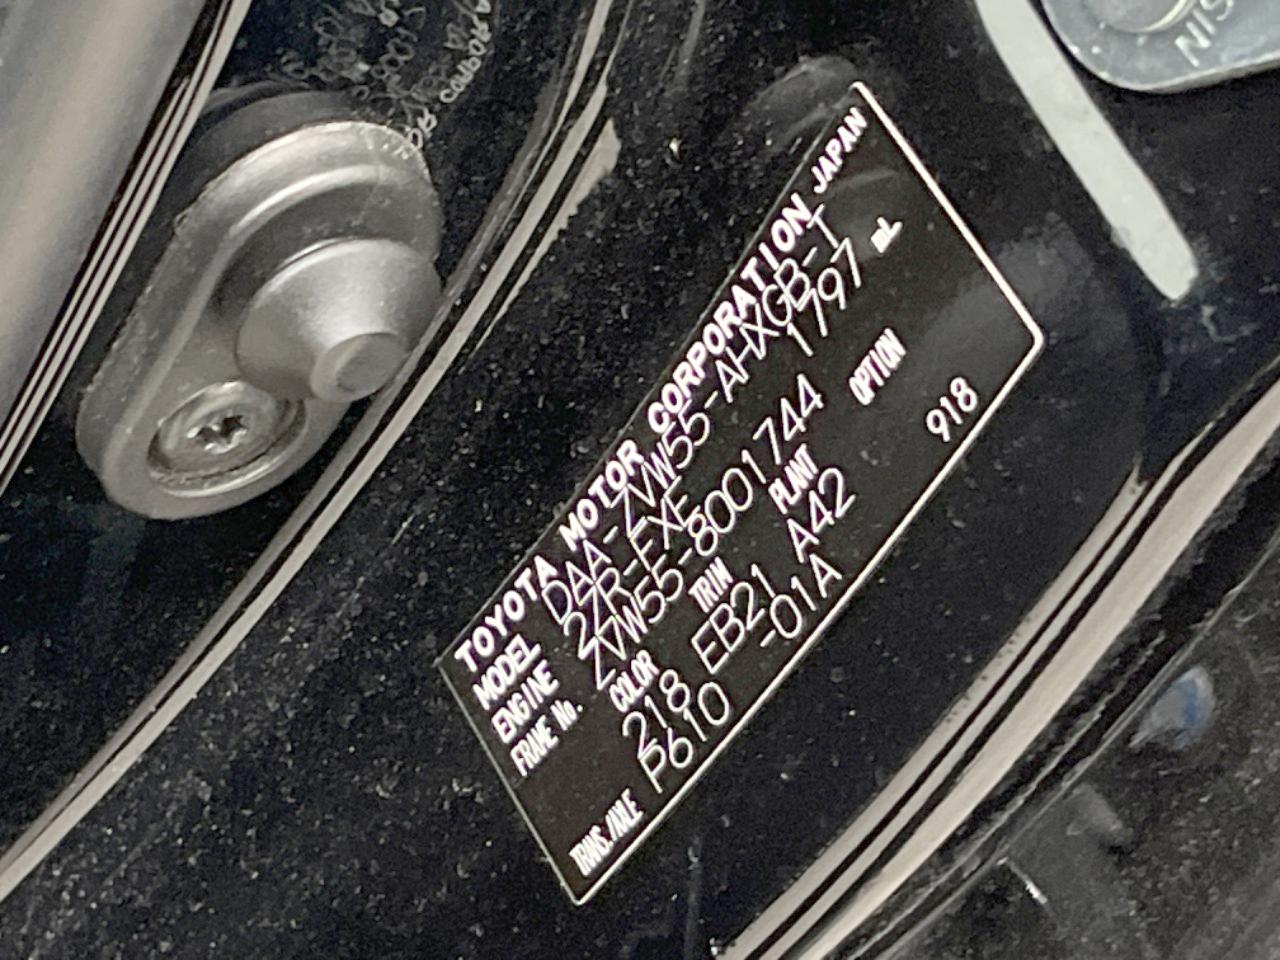 TOYOTA MOTOR CORPORATION JAPAN
MODEL DAA-ZVW55-AHXGB-T
ENGINE 2ZR-FXE 1797 mL
FRAME No. ZVW55-8001744
COLOR TRIM PLANT OPTION
218 EB21 A42 918
TRANS./AXLE P610 -01A
NIS